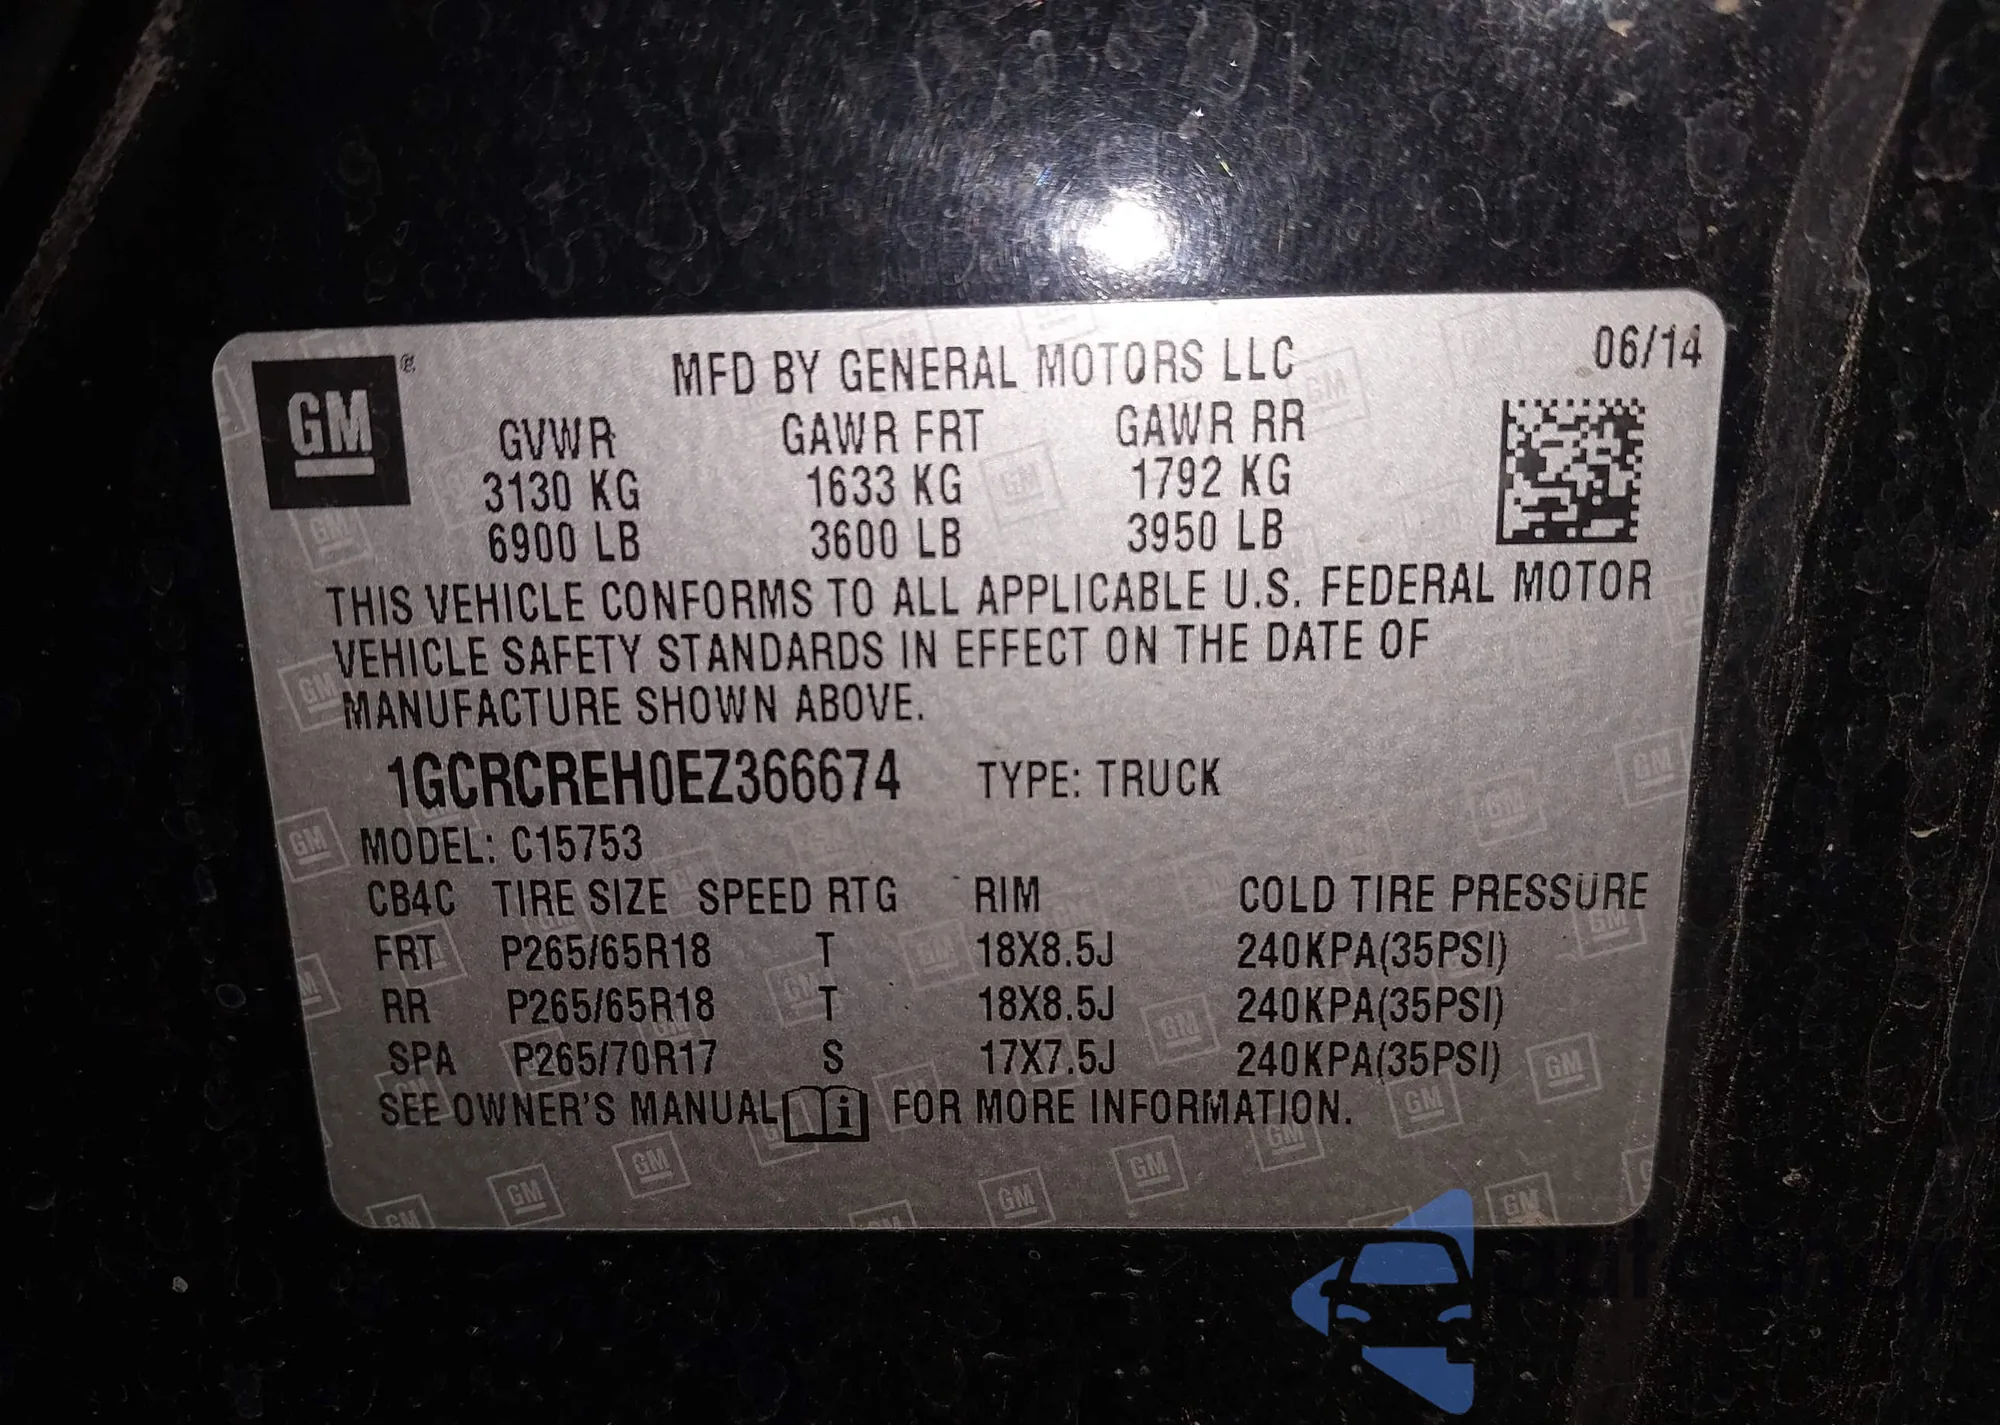 GM
MFD BY GENERAL MOTORS LLC 06/14
GVWR GAWR FRT GAWR RR
3130 KG 1633 KG 1792 KG
6900 LB 3600 LB 3950 LB
THIS VEHICLE CONFORMS TO ALL APPLICABLE U.S. FEDERAL MOTOR
VEHICLE SAFETY STANDARDS IN EFFECT ON THE DATE OF
MANUFACTURE SHOWN ABOVE.
1GCRCREH0EZ366674 TYPE: TRUCK
MODEL: C15753
CB4C TIRE SIZE SPEED RTG RIM COLD TIRE PRESSURE
FRT P265/65R18 T 18X8.5J 240KPA(35PSI)
RR P265/65R18 T 18X8.5J 240KPA(35PSI)
SPA P265/70R17 S 17X7.5J 240KPA(35PSI)
SEE OWNER'S MANUAL i FOR MORE INFORMATION.